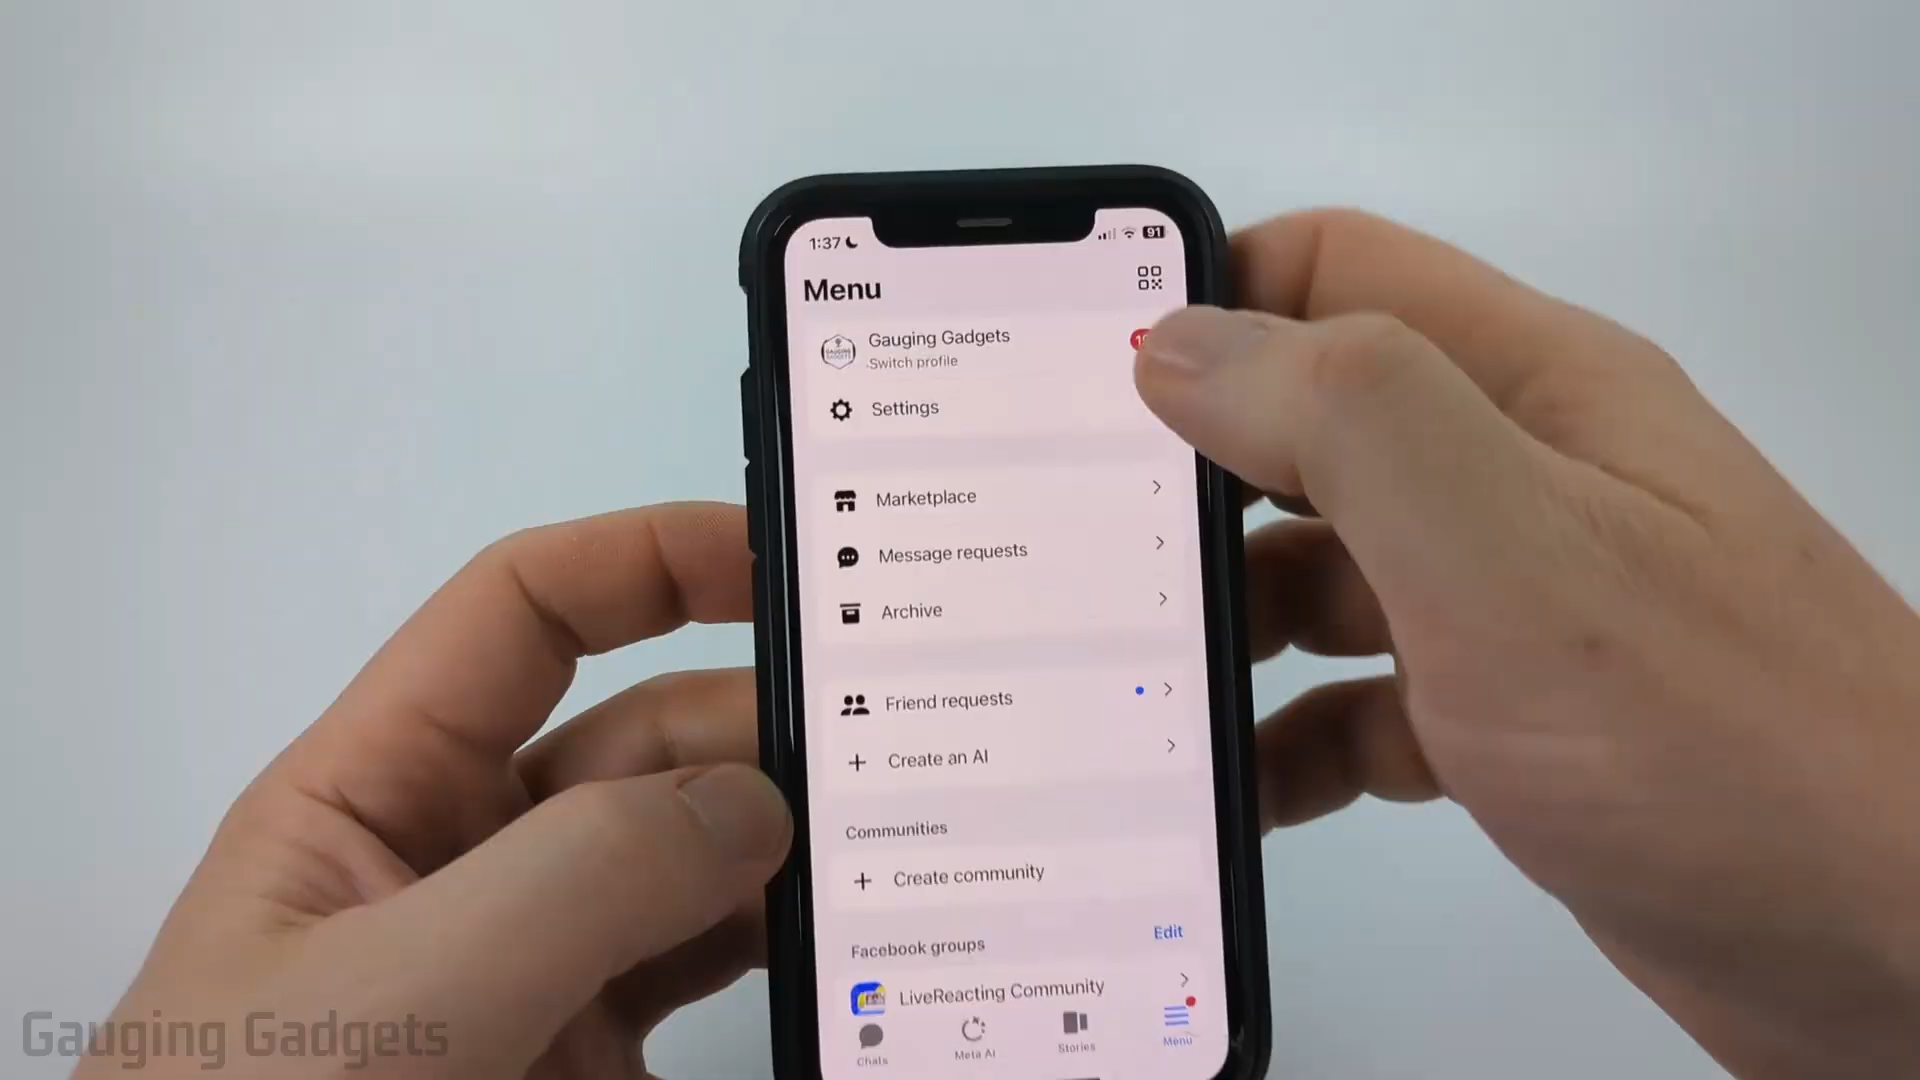 1:37
91
Menu
Gauging Gadgets
Switch profile
Settings
Marketplace
Message requests
Archive
Friend requests
Create an AI
Communities
Create community
Facebook groups
Edit
LiveReacting Community
Chats
Meta AI
Stories
Menu
Gauging Gadgets